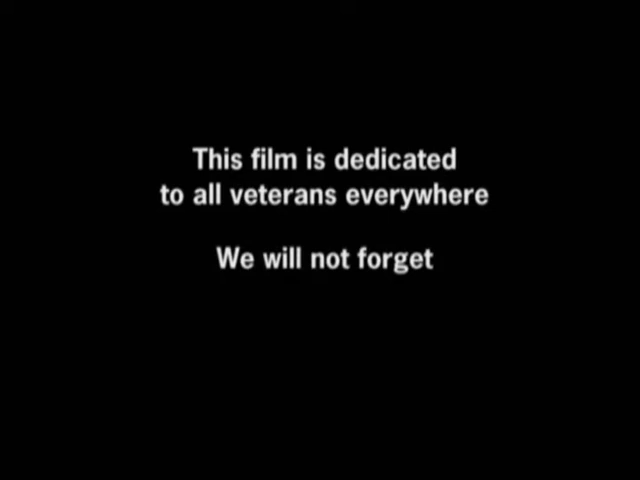 This film is dedicated
to all veterans everywhere
We will not forget